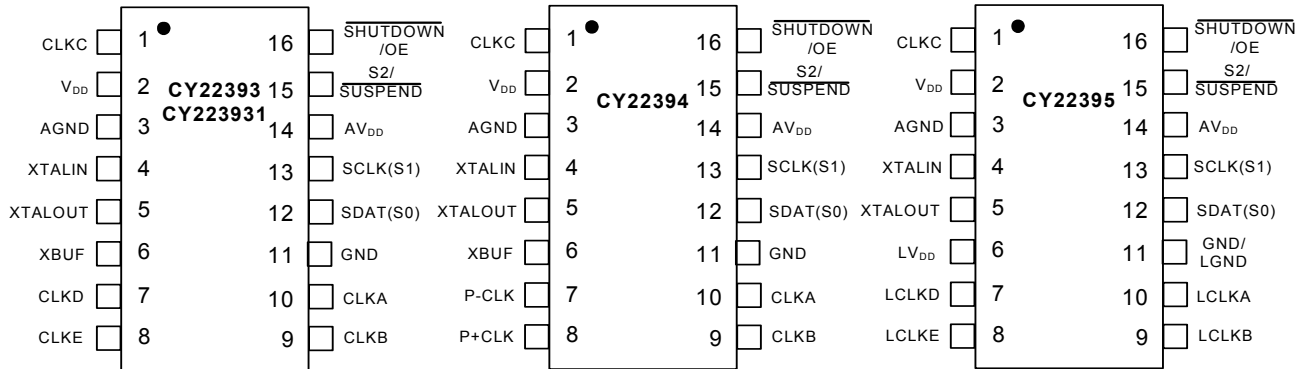 CLKC 1 16 SHUTDOWN
/OE
VDD 2 CY22393 15 S2/
SUSPEND
CY223931
AGND 3 14 AVDD
XTALIN 4 13 SCLK(S1)
XTALOUT 5 12 SDAT(S0)
XBUF 6 11 GND
CLKD 7 10 CLKA
CLKE 8 9 CLKB
CLKC 1 16 SHUTDOWN
/OE
VDD 2 CY22394 15 S2/
SUSPEND
AGND 3 14 AVDD
XTALIN 4 13 SCLK(S1)
XTALOUT 5 12 SDAT(S0)
XBUF 6 11 GND
P-CLK 7 10 CLKA
P+CLK 8 9 CLKB
CLKC 1 16 SHUTDOWN
/OE
VDD 2 CY22395 15 S2/
SUSPEND
AGND 3 14 AVDD
XTALIN 4 13 SCLK(S1)
XTALOUT 5 12 SDAT(S0)
LVDD 6 11 GND/
LGND
LCLKD 7 10 LCLKA
LCLKE 8 9 LCLKB